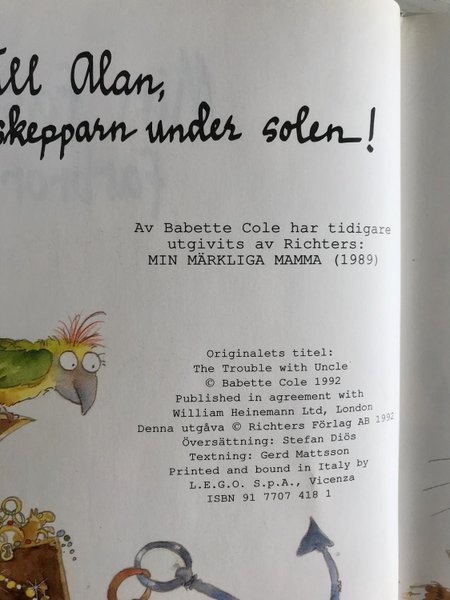 ill Alan,
skepparn under solen!
Av Babette Cole har tidigare
utgivits av Richters:
MIN MÄRKLIGA MAMMA (1989)
Originalets titel:
The Trouble with Uncle
© Babette Cole 1992
Published in agreement with
William Heinemann Ltd, London
Denna utgåva © Richters Förlag AB 1992
Översättning: Stefan Diös
Textning: Gerd Mattsson
Printed and bound in Italy by
L.E.G.O. S.p.A., Vicenza
ISBN 91 7707 418 1